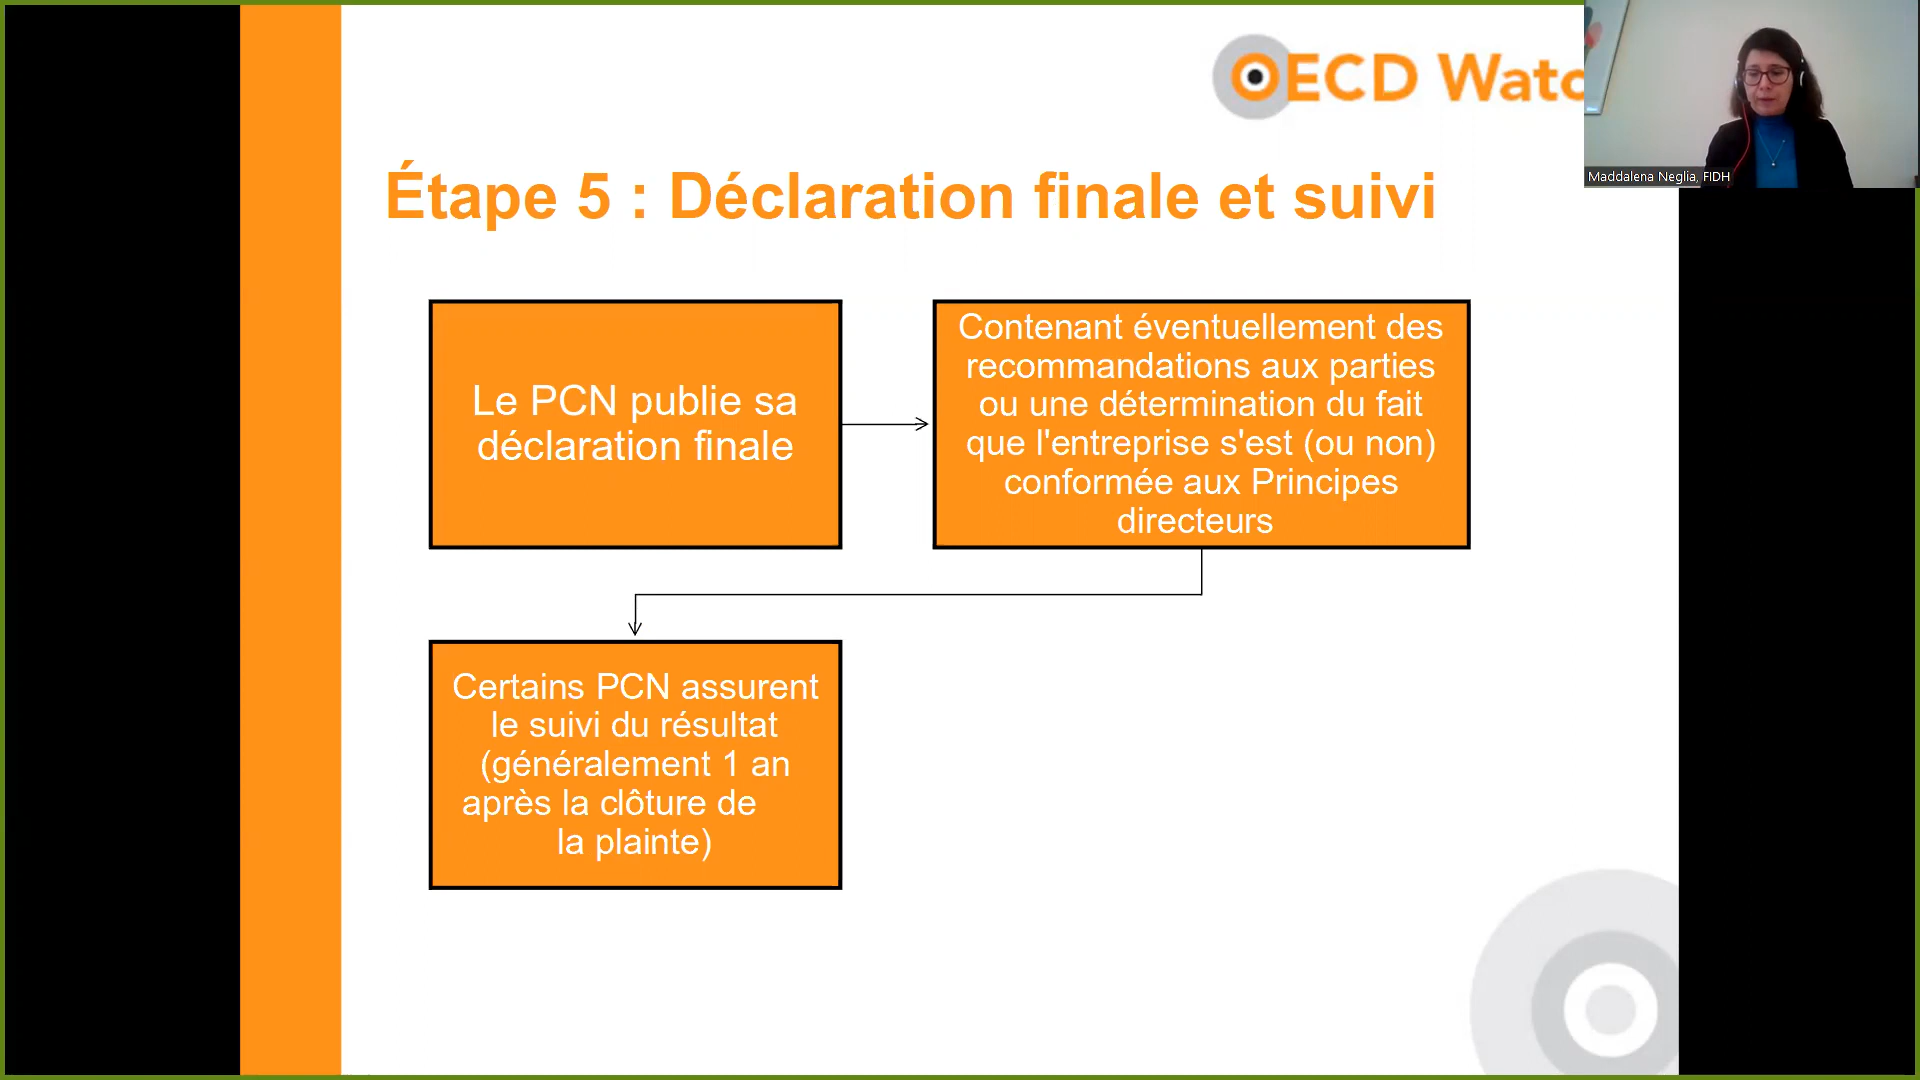 OECD Watc
Maddalena Neglia, FIDH
Étape 5 : Déclaration finale et suivi
Le PCN publie sa
déclaration finale
Contenant éventuellement des
recommandations aux parties
ou une détermination du fait
que l'entreprise s'est (ou non)
conformée aux Principes
directeurs
Certains PCN assurent
le suivi du résultat
(généralement 1 an
après la clôture de
la plainte)